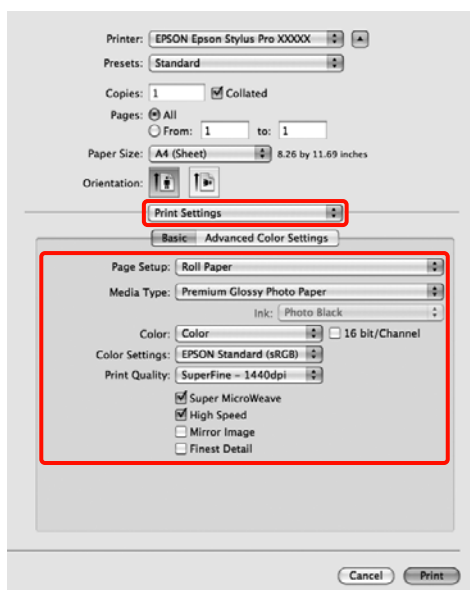 Printer: EPSON Epson Stylus Pro XXXXX
Presets: Standard
Copies: 1 Collated
Pages: All
From: 1 to: 1
Paper Size: A4 (Sheet) 8.26 by 11.69 inches
Orientation:
Print Settings
Basic Advanced Color Settings
Page Setup: Roll Paper
Media Type: Premium Glossy Photo Paper
Ink: Photo Black
Color: Color 16 bit/Channel
Color Settings: EPSON Standard (sRGB)
Print Quality: SuperFine – 1440dpi
Super MicroWeave
High Speed
Mirror Image
Finest Detail
Cancel Print